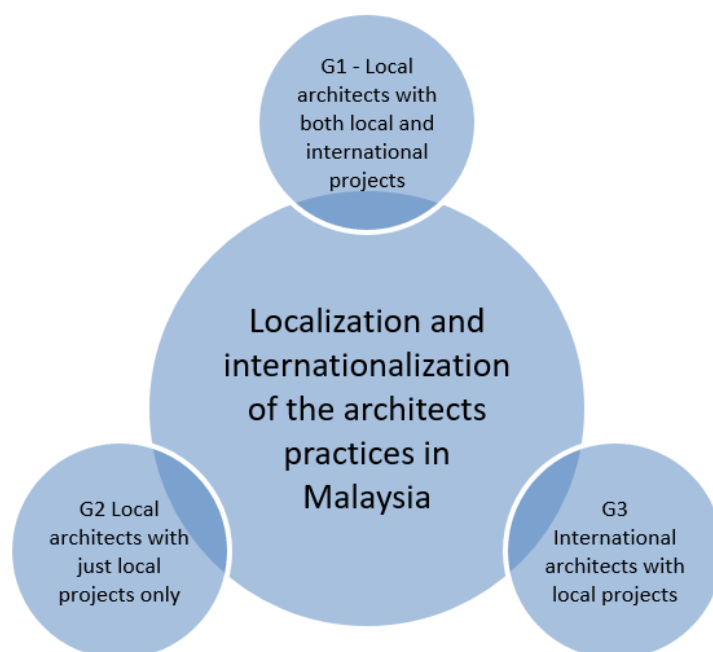 G1 - Local
architects with
both local and
international
projects
Localization and
internationalization
of the architects
practices in
Malaysia
G2 Local
architects with
just local
projects only
G3
International
architects with
local projects